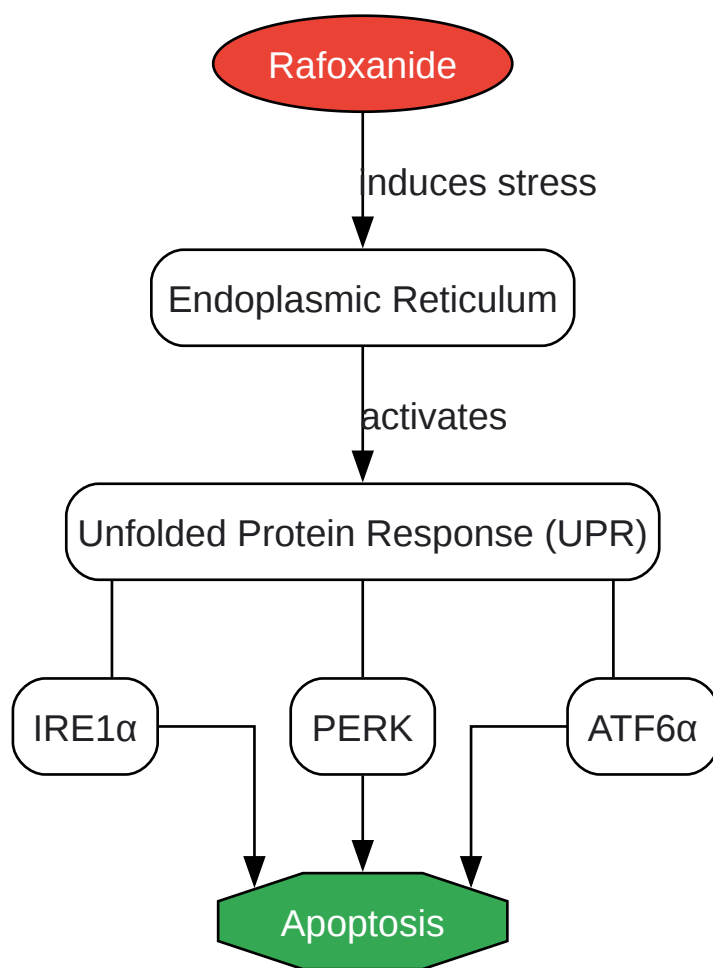 Rafoxanide
induces stress
Endoplasmic Reticulum
activates
Unfolded Protein Response (UPR)
IRE1α
PERK
ATF6α
Apoptosis